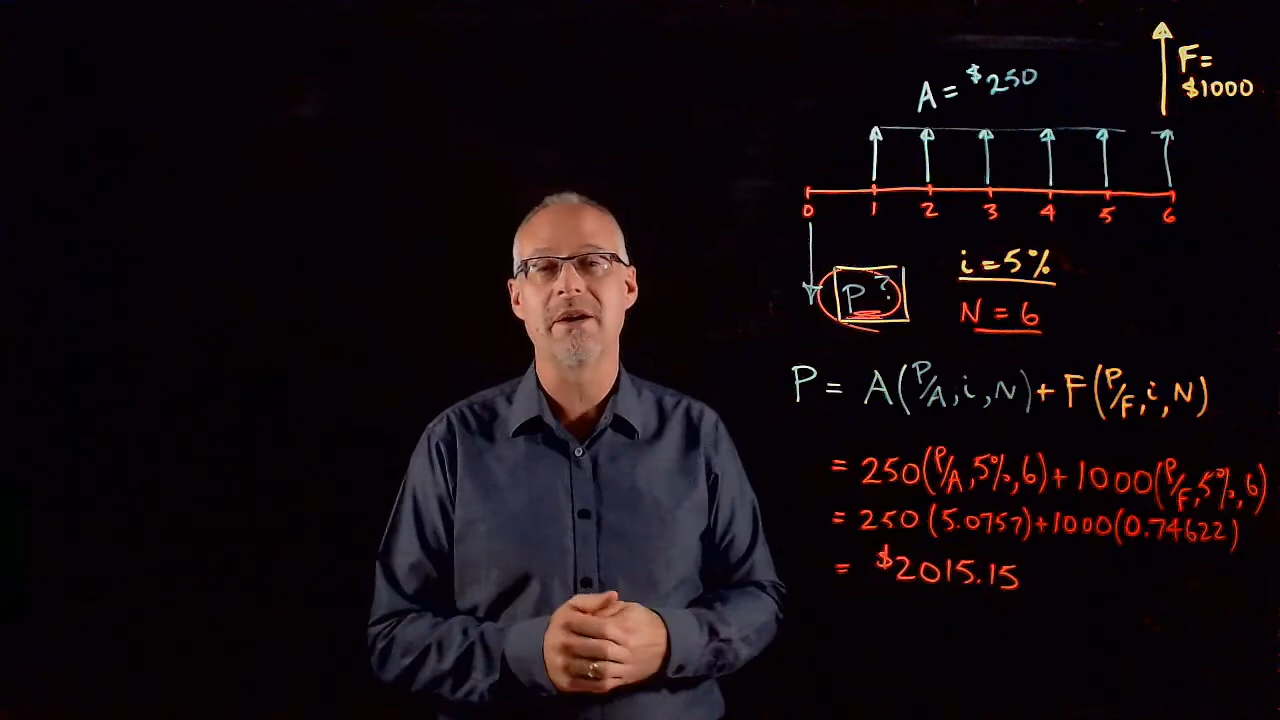 F=
$1000
A = $250
0 1 2 3 4 5 6
P?
i = 5%
N = 6
P = A(P/A, i, N) + F(P/F, i, N)
= 250(P/A, 5%, 6) + 1000(P/F, 5%, 6)
= 250 (5.0757) + 1000(0.74622)
= $2015.15